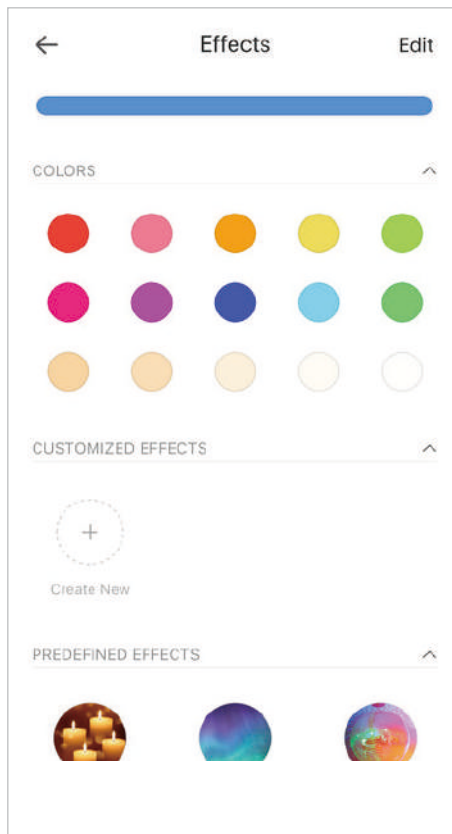 Effects
Edit
COLORS
CUSTOMIZED EFFECTS
Create New
PREDEFINED EFFECTS